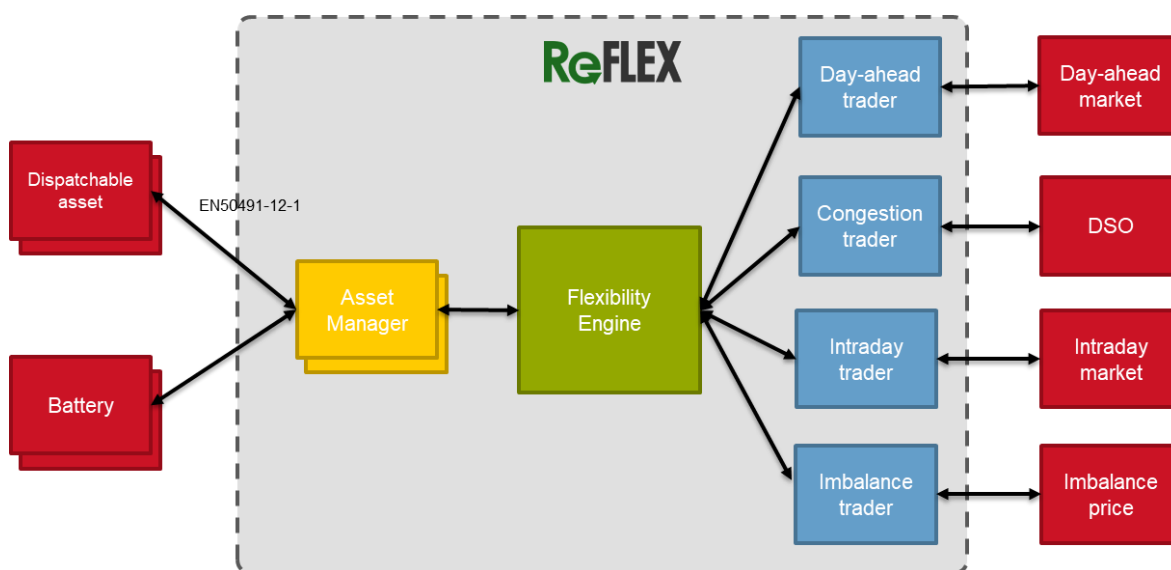 ReFLEX
Day-ahead
trader
Day-ahead
market
Dispatchable
asset
EN50491-12-1
Congestion
trader
DSO
Asset
Manager
Flexibility
Engine
Intraday
trader
Intraday
market
Battery
Imbalance
trader
Imbalance
price